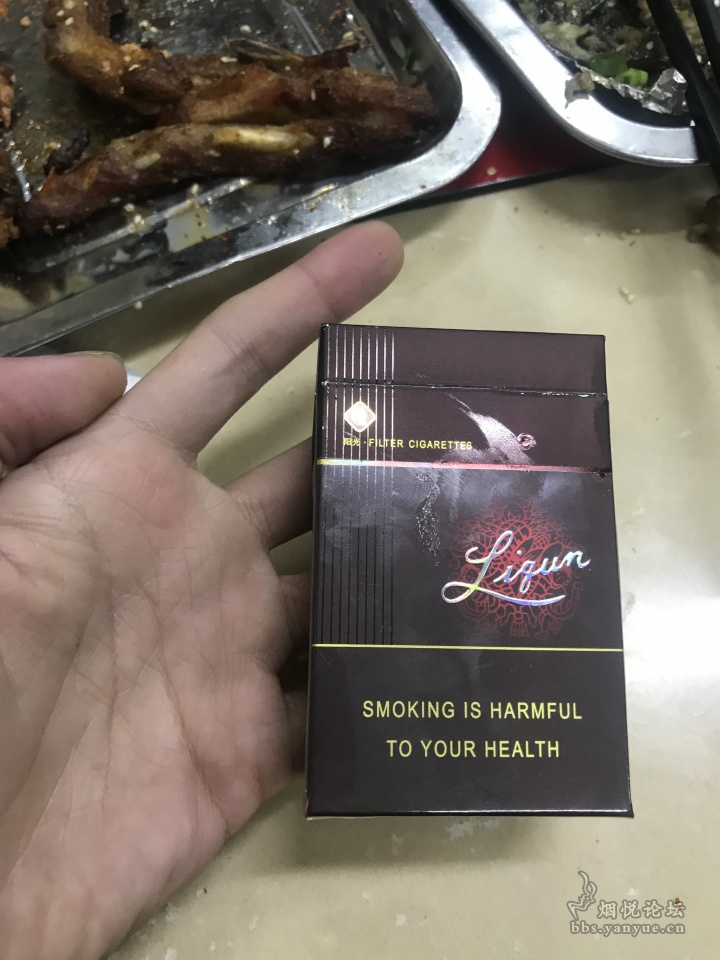 阳光·FILTER CIGARETTES
Liqun
SMOKING IS HARMFUL
TO YOUR HEALTH
烟悦论坛
bbs.yanyue.cn